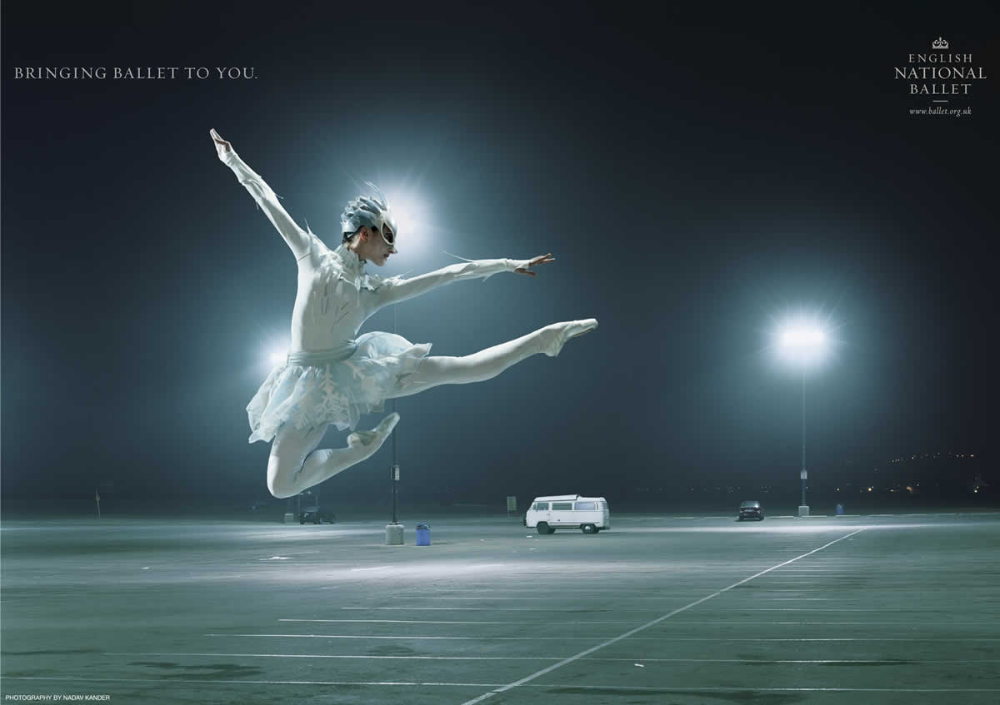 BRINGING BALLET TO YOU.
ENGLISH
NATIONAL
BALLET
www.ballet.org.uk
PHOTOGRAPHY BY NADAV KANDER